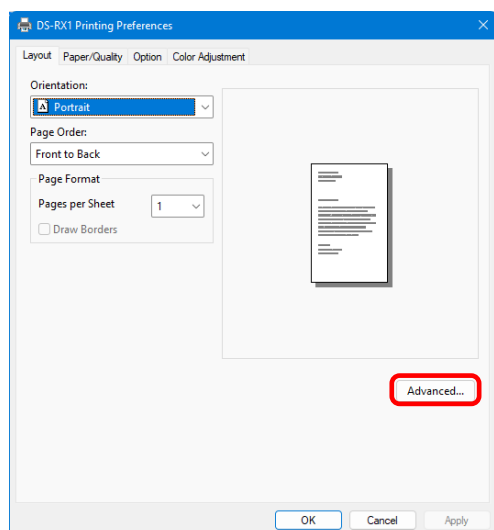 DS-RX1 Printing Preferences
Layout Paper/Quality Option Color Adjustment
Orientation:
A Portrait
Page Order:
Front to Back
Page Format
Pages per Sheet 1
Draw Borders
Advanced...
OK Cancel Apply